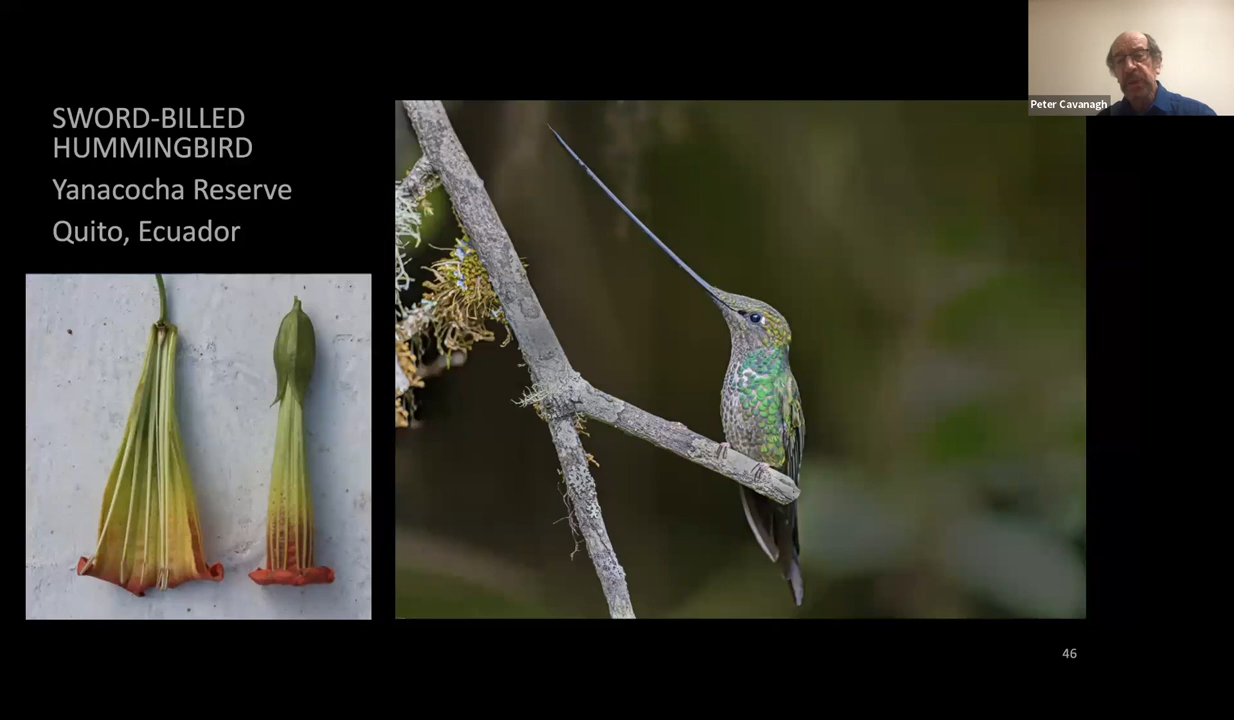 SWORD-BILLED
HUMMINGBIRD
Yanacocha Reserve
Quito, Ecuador
Peter Cavanagh
46